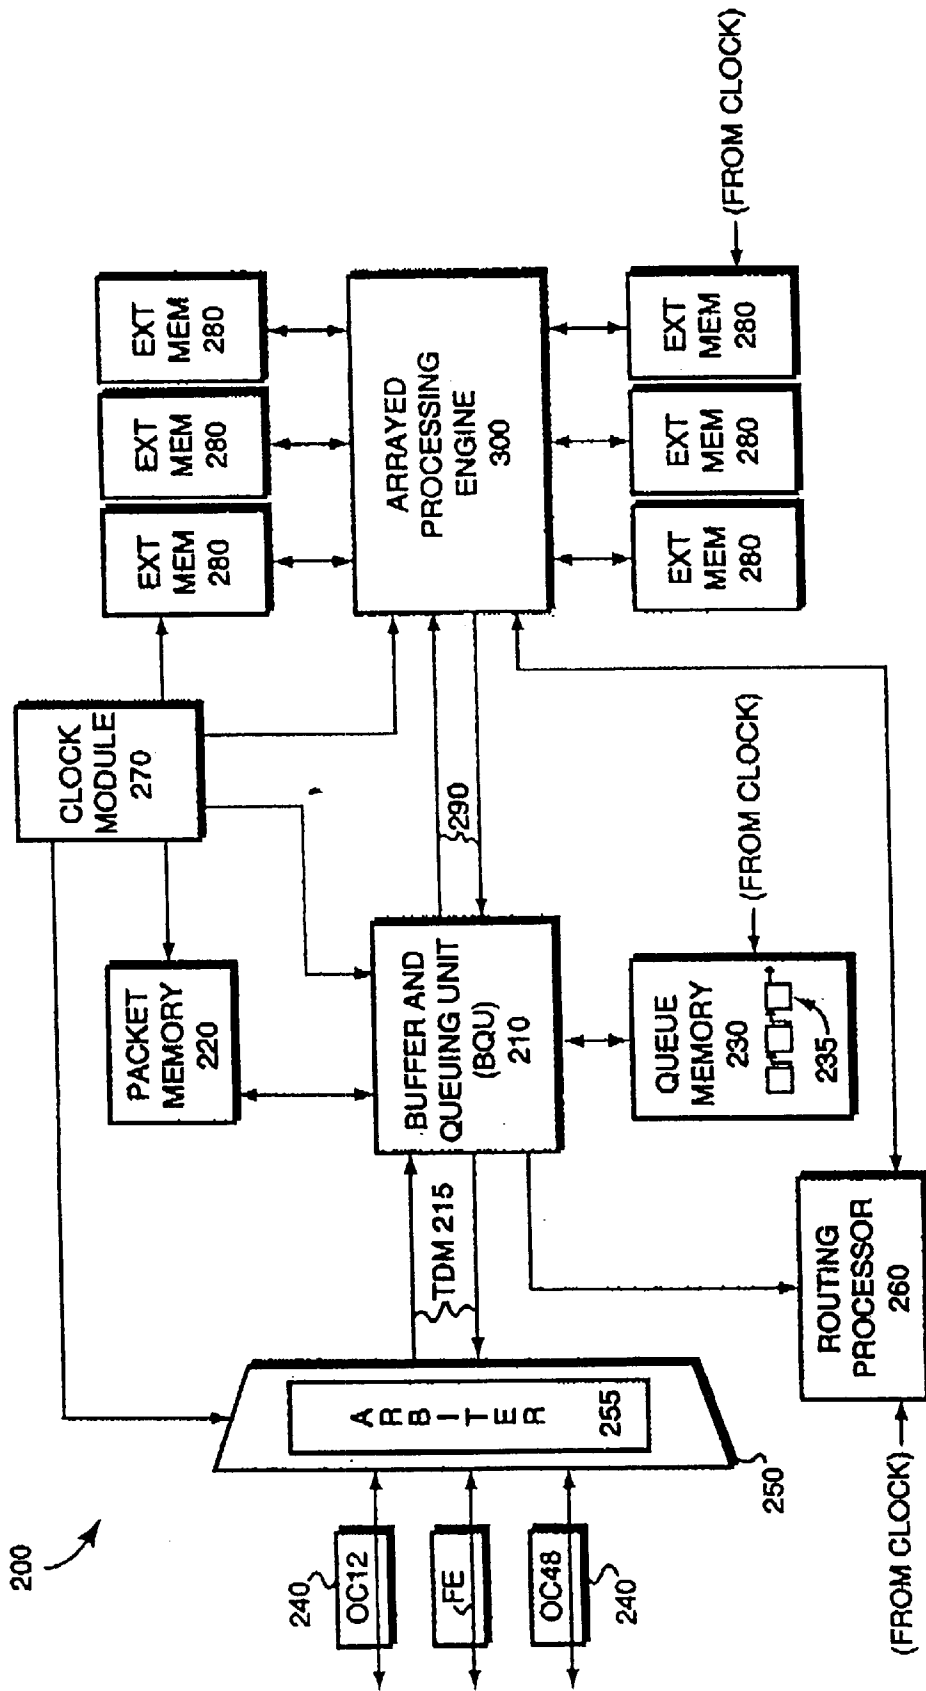 200
CLOCK
MODULE
270
EXT
MEM
280
EXT
MEM
280
EXT
MEM
280
PACKET
MEMORY
220
240
OC12
FE
OC48
240
ARBITER
255
250
TDM 215
BUFFER AND
QUEUING UNIT
(BQU)
210
290
ARRAYED
PROCESSING
ENGINE
300
QUEUE
MEMORY
230
235
(FROM CLOCK)
EXT
MEM
280
EXT
MEM
280
EXT
MEM
280
(FROM CLOCK)
ROUTING
PROCESSOR
260
(FROM CLOCK)